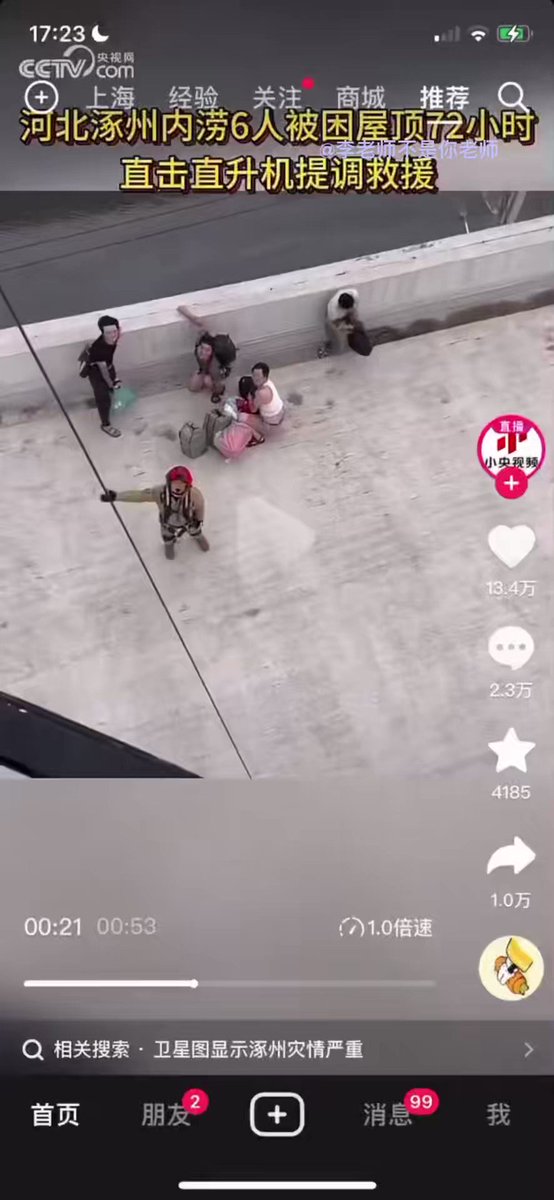 17:23
央视网
CCTV.com
上海 经验 关注 商城 推荐
河北涿州内涝6人被困屋顶72小时
@李老师不是你老师
直击直升机提调救援
直播
小央视频
13.4万
2.3万
4185
1.0万
00:21 00:53 1.0倍速
相关搜索 · 卫星图显示涿州灾情严重
首页 朋友 2 消息 99 我